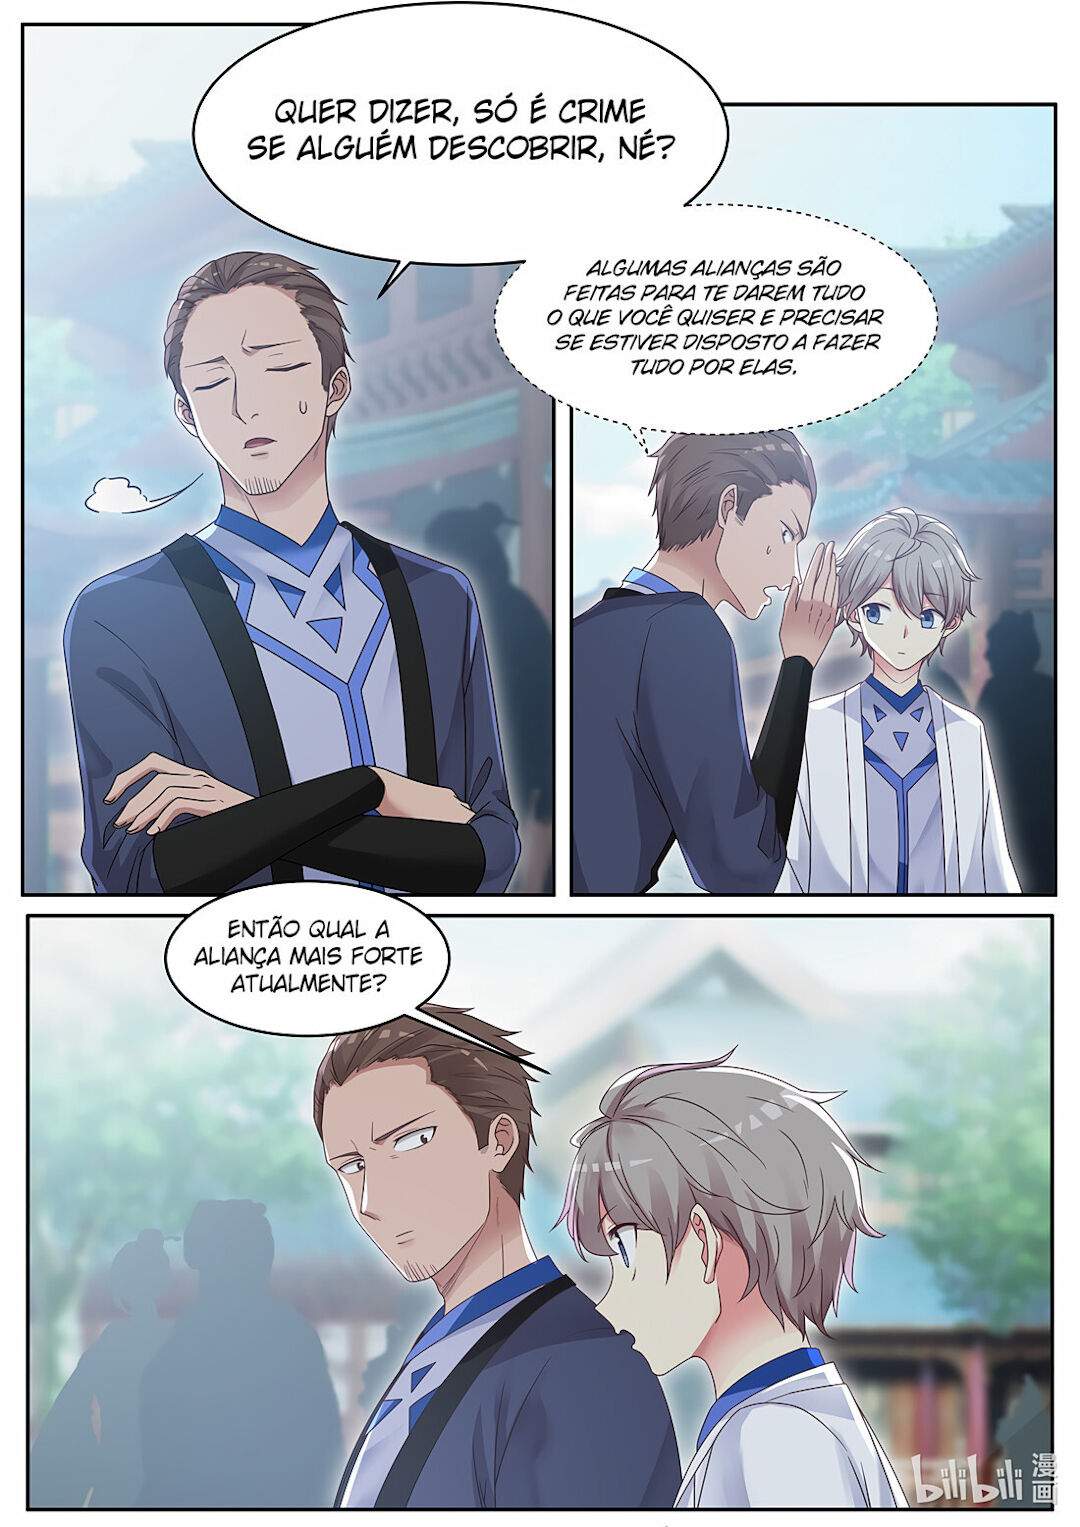 QUER DIZER, SÓ É CRIME
SE ALGUÉM DESCOBRIR, NÉ?
ALGUMAS ALIANÇAS SÃO
FEITAS PARA TE DAREM TUDO
O QUE VOCÊ QUISER E PRECISAR
SE ESTIVER DISPOSTO A FAZER
TUDO POR ELAS.
ENTÃO QUAL A
ALIANÇA MAIS FORTE
ATUALMENTE?
bilibili 漫画